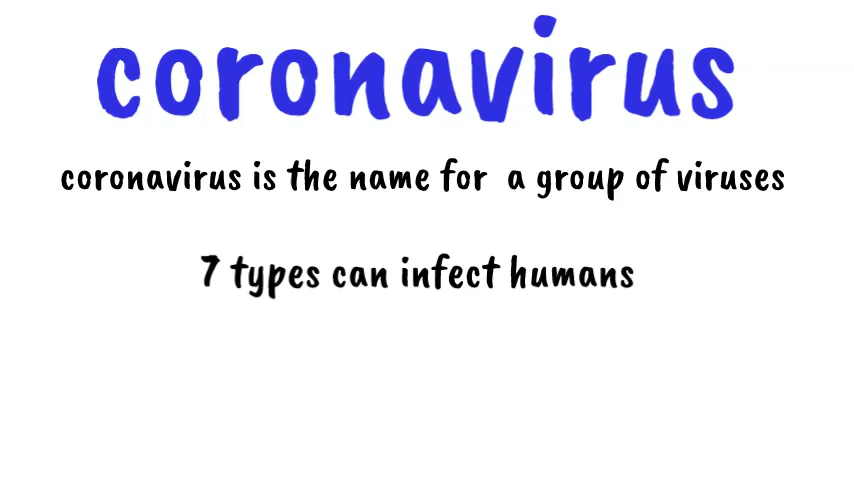 coronavirus
coronavirus is the name for a group of viruses
7 types can infect humans